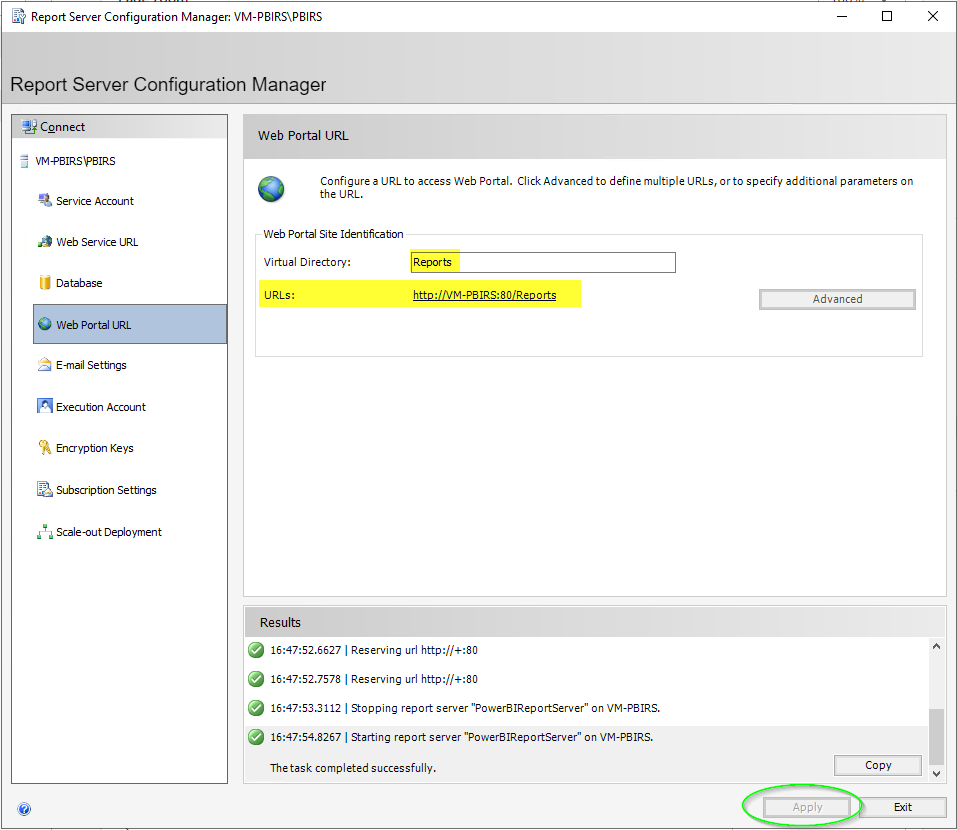 Report Server Configuration Manager: VM-PBIRS\PBIRS
Report Server Configuration Manager
Connect
VM-PBIRS\PBIRS
Service Account
Web Service URL
Database
Web Portal URL
E-mail Settings
Execution Account
Encryption Keys
Subscription Settings
Scale-out Deployment
Web Portal URL
Configure a URL to access Web Portal. Click Advanced to define multiple URLs, or to specify additional parameters on
the URL.
Web Portal Site Identification
Virtual Directory: Reports
URLs: http://VM-PBIRS:80/Reports
Advanced
Results
16:47:52.6627 | Reserving url http://+:80
16:47:52.7578 | Reserving url http://+:80
16:47:53.3112 | Stopping report server "PowerBIReportServer" on VM-PBIRS.
16:47:54.8267 | Starting report server "PowerBIReportServer" on VM-PBIRS.
The task completed successfully.
Copy
Apply
Exit